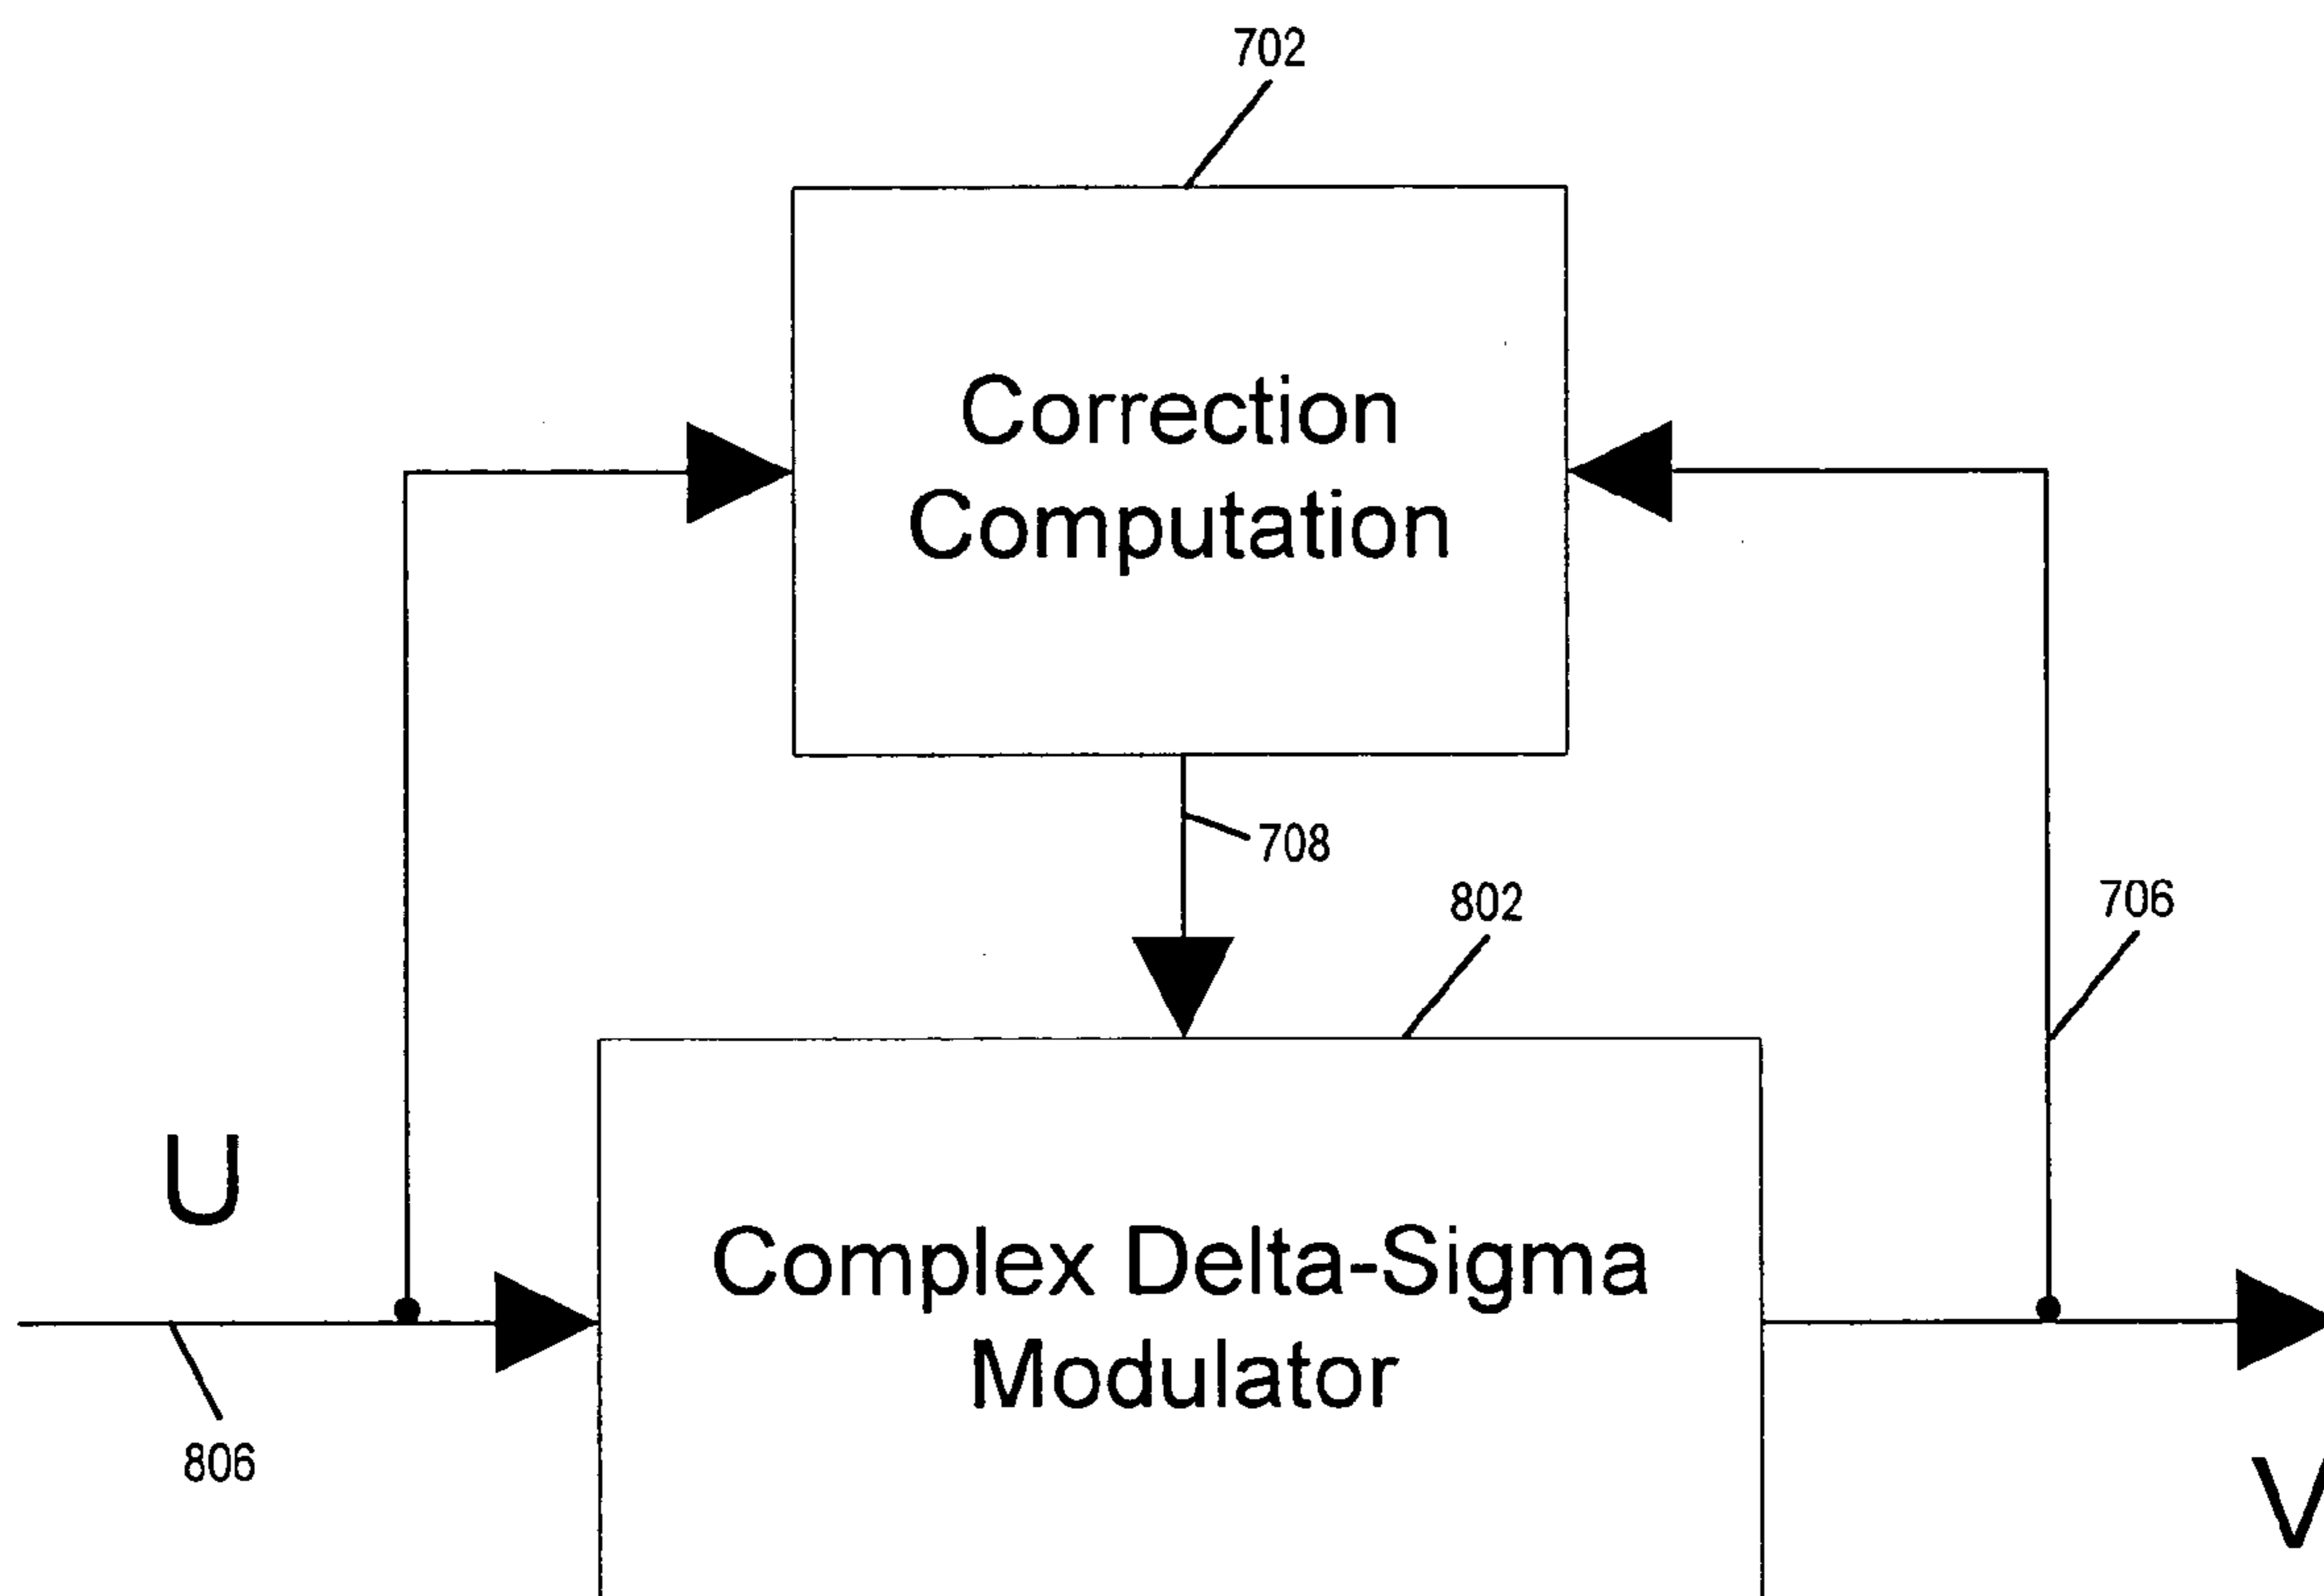 702
Correction
Computation
708
802
706
U
Complex Delta-Sigma
Modulator
806
V